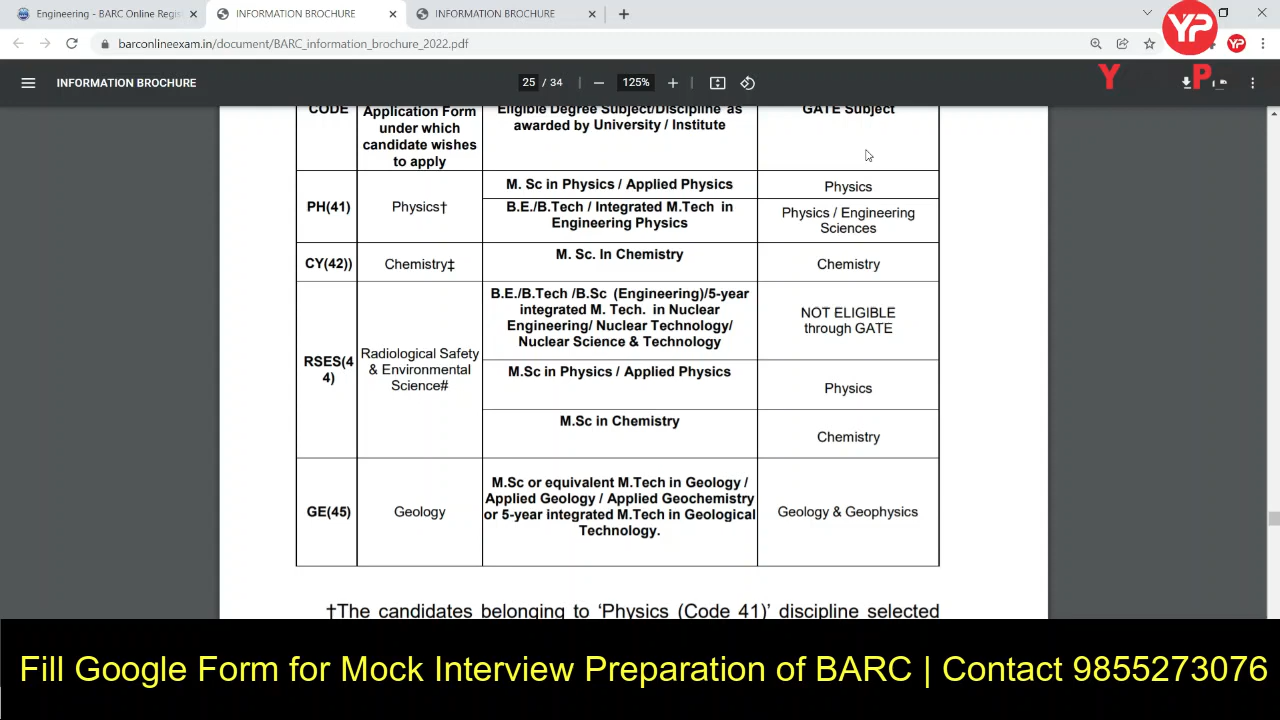 Engineering - BARC Online Regis
INFORMATION BROCHURE
INFORMATION BROCHURE
barconlineexam.in/document/BARC_information_brochure_2022.pdf
YP
YP
INFORMATION BROCHURE
25 / 34
125%
Y P
CODE
Application Form
under which
candidate wishes
to apply
Eligible Degree Subject/Discipline as
awarded by University / Institute
GATE Subject
PH(41)
Physics†
M. Sc in Physics / Applied Physics
Physics
B.E./B.Tech / Integrated M.Tech in
Engineering Physics
Physics / Engineering
Sciences
CY(42))
Chemistry‡
M. Sc. In Chemistry
Chemistry
RSES(4
4)
Radiological Safety
& Environmental
Science#
B.E./B.Tech /B.Sc (Engineering)/5-year
integrated M. Tech. in Nuclear
Engineering/ Nuclear Technology/
Nuclear Science & Technology
NOT ELIGIBLE
through GATE
M.Sc in Physics / Applied Physics
Physics
M.Sc in Chemistry
Chemistry
GE(45)
Geology
M.Sc or equivalent M.Tech in Geology /
Applied Geology / Applied Geochemistry
or 5-year integrated M.Tech in Geological
Technology.
Geology & Geophysics
†The candidates belonging to ‘Physics (Code 41)’ discipline selected
Fill Google Form for Mock Interview Preparation of BARC | Contact 9855273076